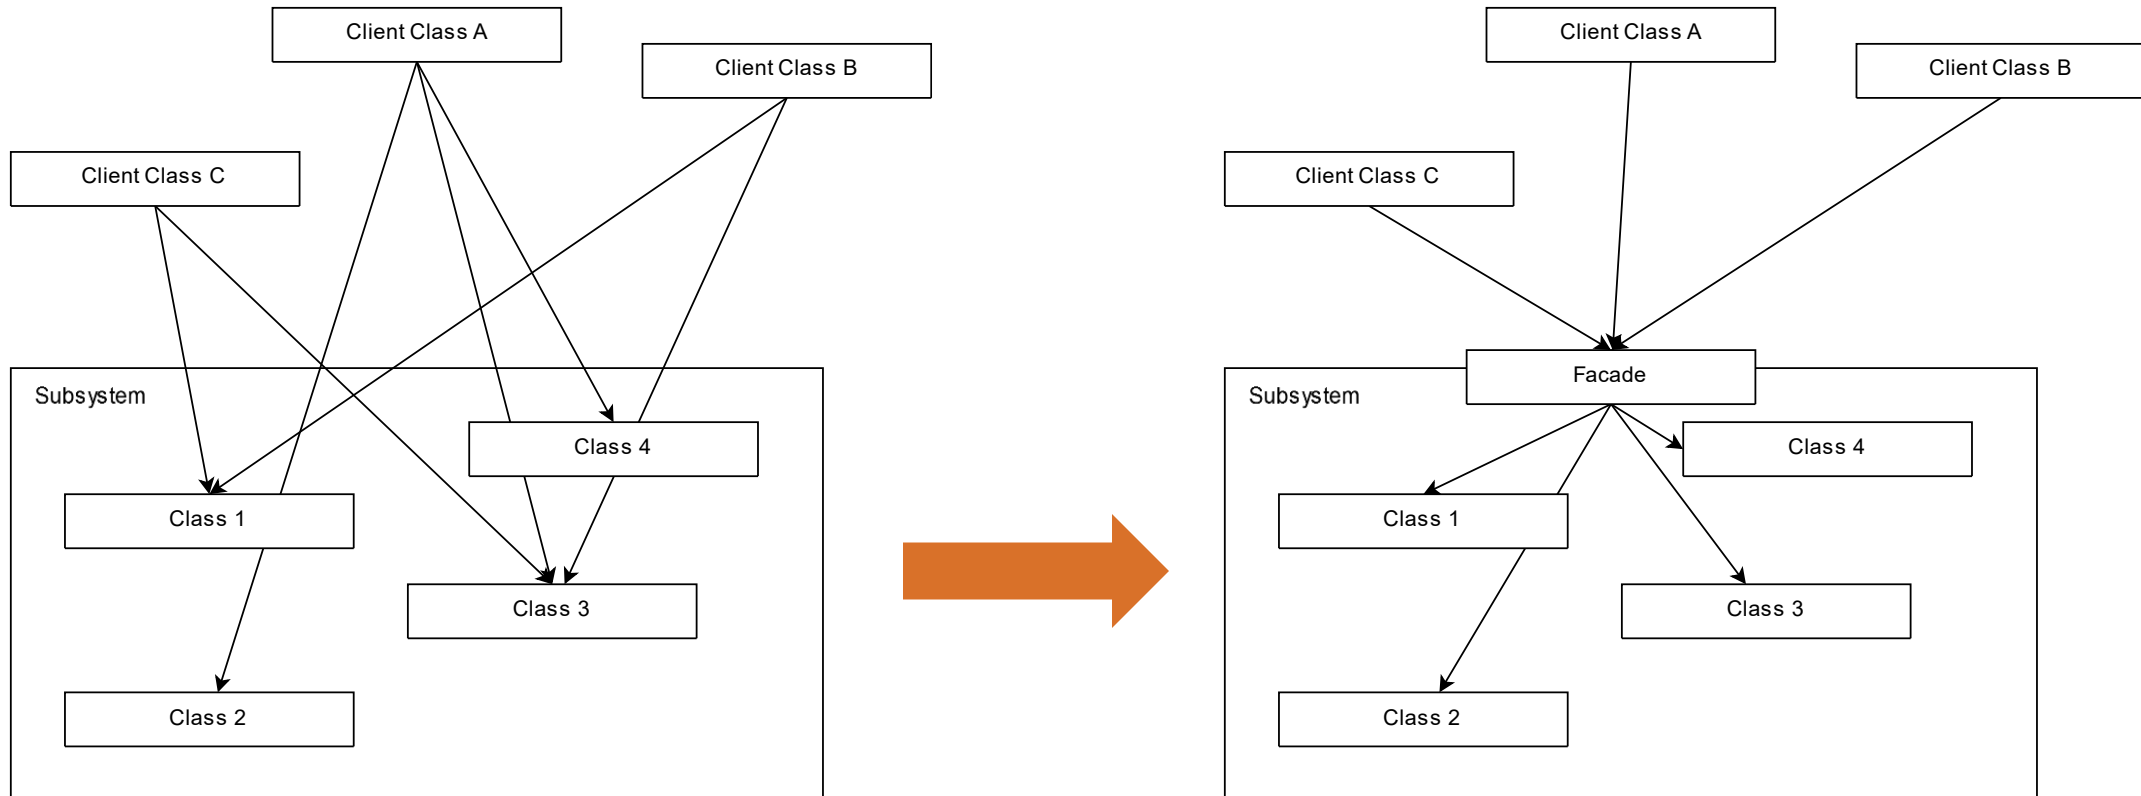 Client Class A
Client Class B
Client Class C
Subsystem
Class 4
Class 1
Class 3
Class 2
Client Class A
Client Class B
Client Class C
Facade
Subsystem
Class 4
Class 1
Class 3
Class 2